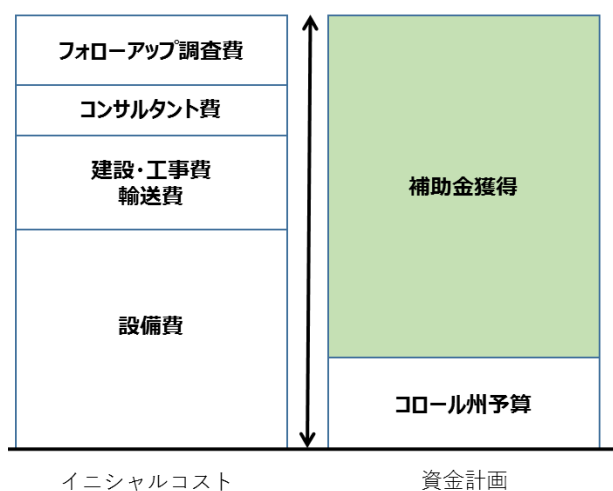 フォローアップ調査費
コンサルタント費
建設・工事費
輸送費
設備費
イニシャルコスト
補助金獲得
コロール州予算
資金計画